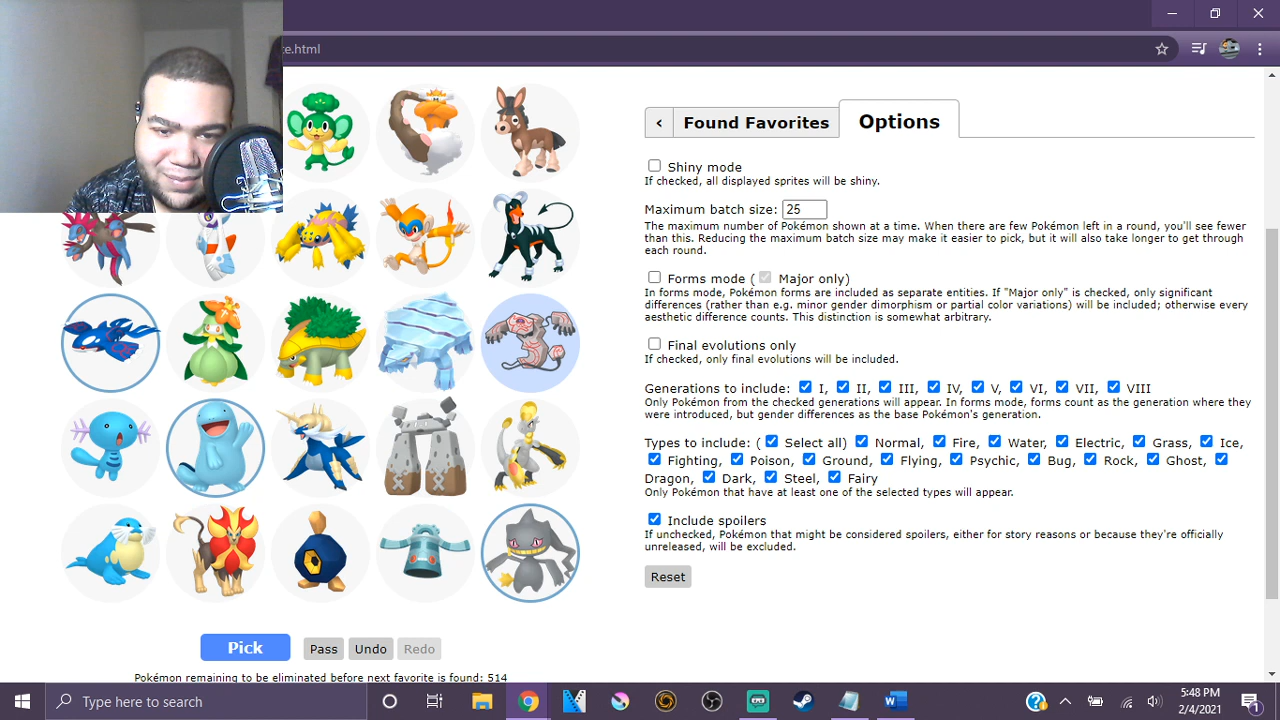 te.html
‹ Found Favorites Options
Shiny mode
If checked, all displayed sprites will be shiny.
Maximum batch size: 25
The maximum number of Pokémon shown at a time. When there are few Pokémon left in a round, you'll see fewer
than this. Reducing the maximum batch size may make it easier to pick, but it will also take longer to get through
each round.
Forms mode ( Major only)
In forms mode, Pokémon forms are included as separate entities. If "Major only" is checked, only significant
differences (rather than e.g. minor gender dimorphism or partial color variations) will be included; otherwise every
aesthetic difference counts. This distinction is somewhat arbitrary.
Final evolutions only
If checked, only final evolutions will be included.
Generations to include: I, II, III, IV, V, VI, VII, VIII
Only Pokémon from the checked generations will appear. In forms mode, forms count as the generation where they
were introduced, but gender differences as the base Pokémon's generation.
Types to include: ( Select all) Normal, Fire, Water, Electric, Grass, Ice,
Fighting, Poison, Ground, Flying, Psychic, Bug, Rock, Ghost,
Dragon, Dark, Steel, Fairy
Only Pokémon that have at least one of the selected types will appear.
Include spoilers
If unchecked, Pokémon that might be considered spoilers, either for story reasons or because they're officially
unreleased, will be excluded.
Reset
Pick Pass Undo Redo
Pokémon remaining to be eliminated before next favorite is found: 514
Type here to search
5:48 PM
2/4/2021